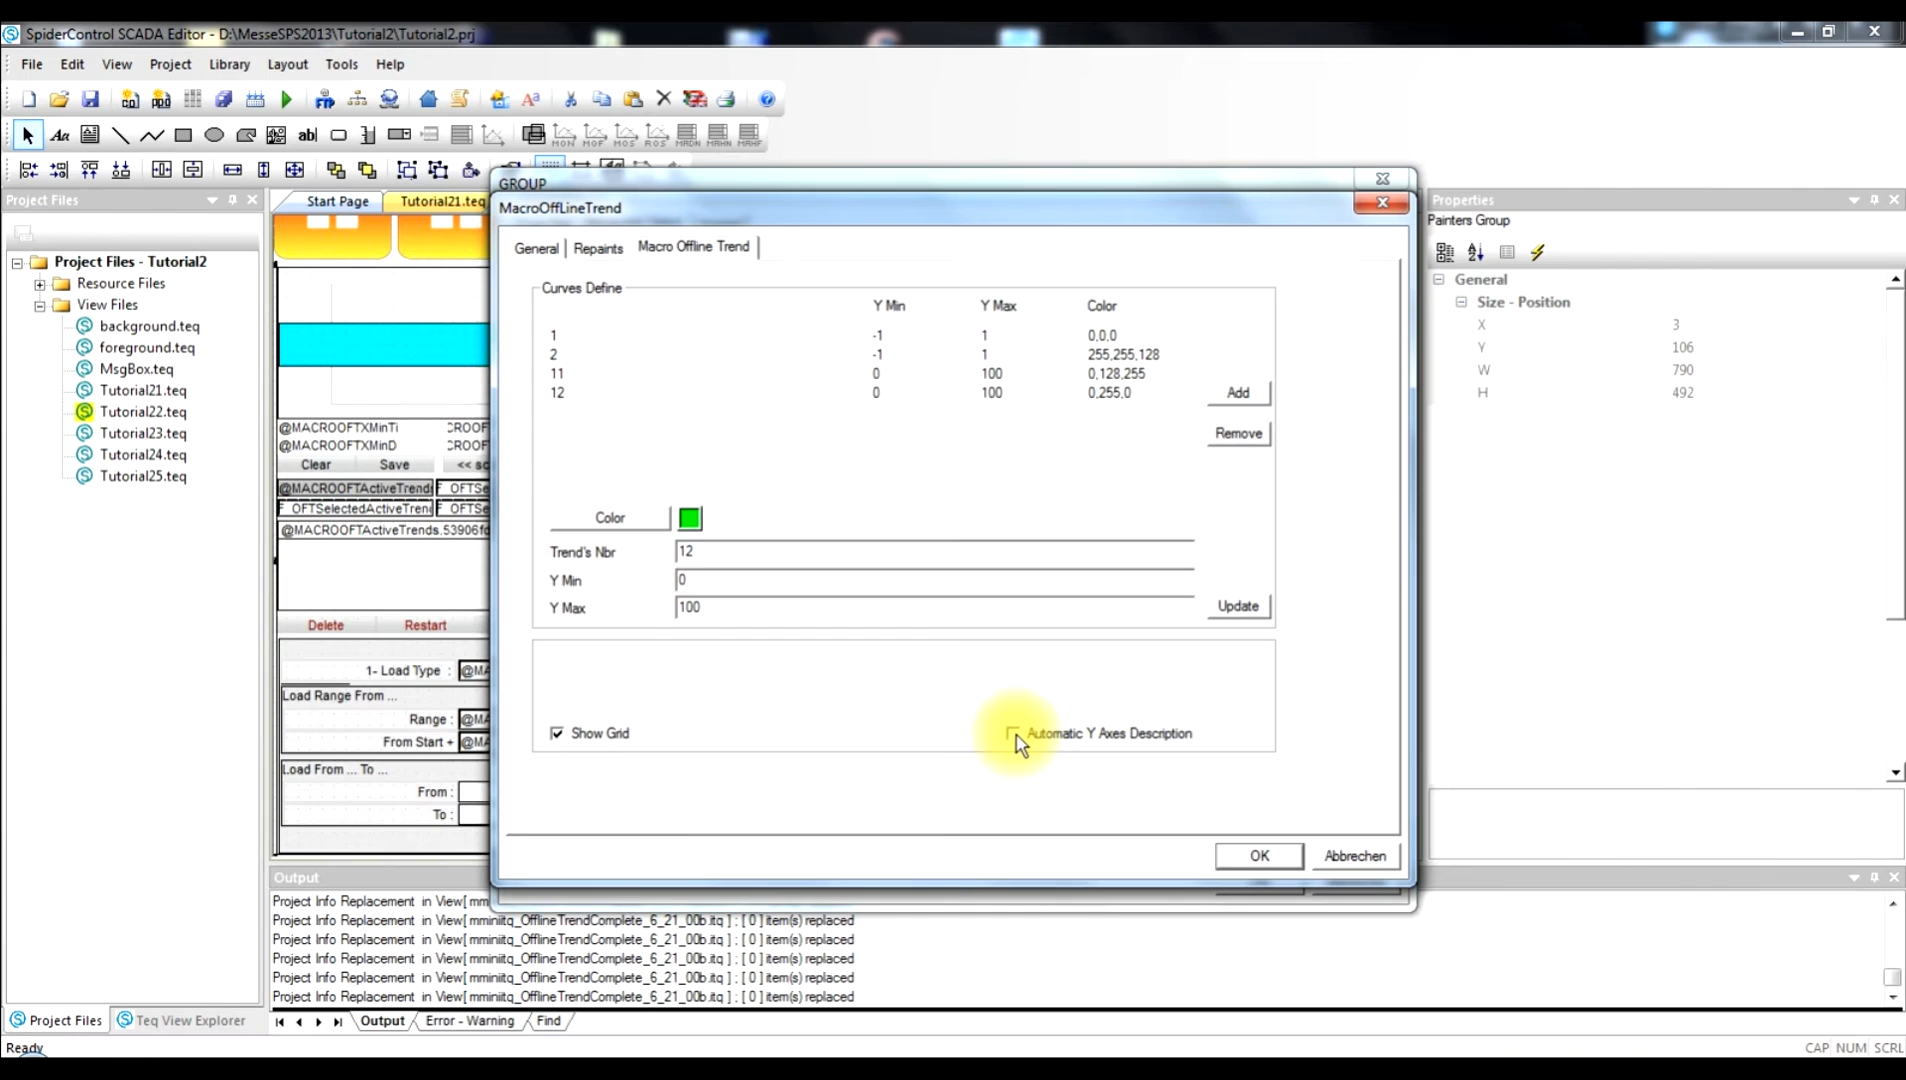 SpiderControl SCADA Editor - D:\MesseSPS2013\Tutorial2\Tutorial2.prj
File Edit View Project Library Layout Tools Help
Project Files
Start Page Tutorial21.teq
Project Files - Tutorial2
Resource Files
View Files
background.teq
foreground.teq
MsgBox.teq
Tutorial21.teq
Tutorial22.teq
Tutorial23.teq
Tutorial24.teq
Tutorial25.teq
@MACROOFTXMinTi
@MACROOFTXMinD
Clear Save
@MACROOFTActiveTrends
@MACROOFTActiveTrends.53906fd
Delete Restart
1- Load Type :
Load Range From ...
Range :
From Start +
Load From ... To ...
From :
To :
GROUP
MacroOffLineTrend
General Repaints Macro Offline Trend
Curves Define
Y Min Y Max Color
1 -1 1 0,0,0
2 -1 1 255,255,128
11 0 100 0,128,255
12 0 100 0,255,0
Add
Remove
Color
Trend's Nbr 12
Y Min 0
Y Max 100
Update
Show Grid Automatic Y Axes Description
OK Abbrechen
Properties
Painters Group
General
Size - Position
X 3
Y 106
W 790
H 492
Output
Project Info Replacement in View[ mm
Project Info Replacement in View[ mminiitq_OfflineTrendComplete_6_21_00b.itq ] : [ 0 ] item(s) replaced
Project Info Replacement in View[ mminiitq_OfflineTrendComplete_6_21_00b.itq ] : [ 0 ] item(s) replaced
Project Info Replacement in View[ mminiitq_OfflineTrendComplete_6_21_00b.itq ] : [ 0 ] item(s) replaced
Project Info Replacement in View[ mminiitq_OfflineTrendComplete_6_21_00b.itq ] : [ 0 ] item(s) replaced
Project Info Replacement in View[ mminiitq_OfflineTrendComplete_6_21_00b.itq ] : [ 0 ] item(s) replaced
Project Files Teq View Explorer
Output Error - Warning Find
Ready
CAP NUM SCRL